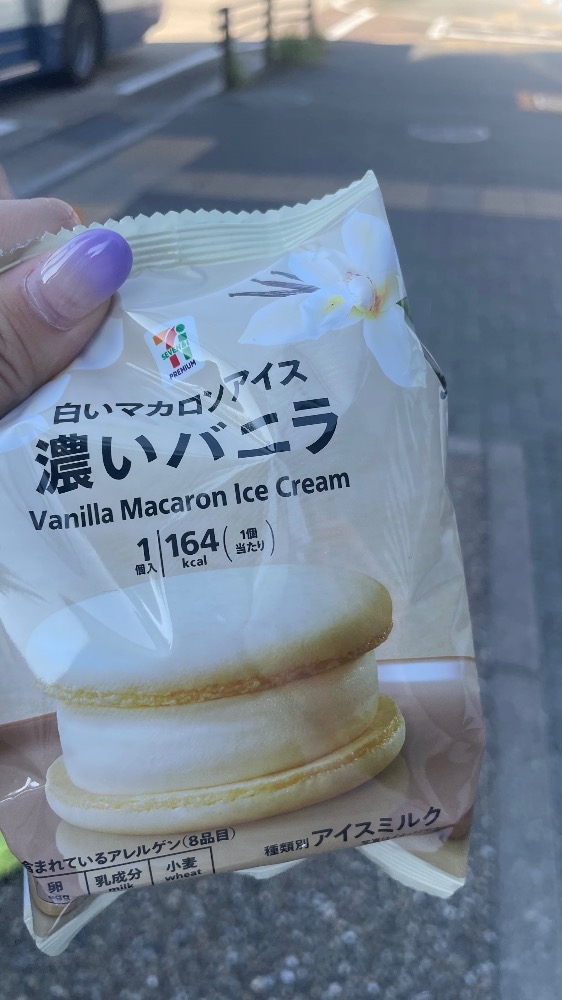 7
SEVEN & i
PREMIUM
白いマカロンアイス
濃いバニラ
Vanilla Macaron Ice Cream
1個入 164kcal (1個当たり)
含まれているアレルゲン(8品目)
卵 乳成分 小麦
egg milk wheat
種類別 アイスミルク